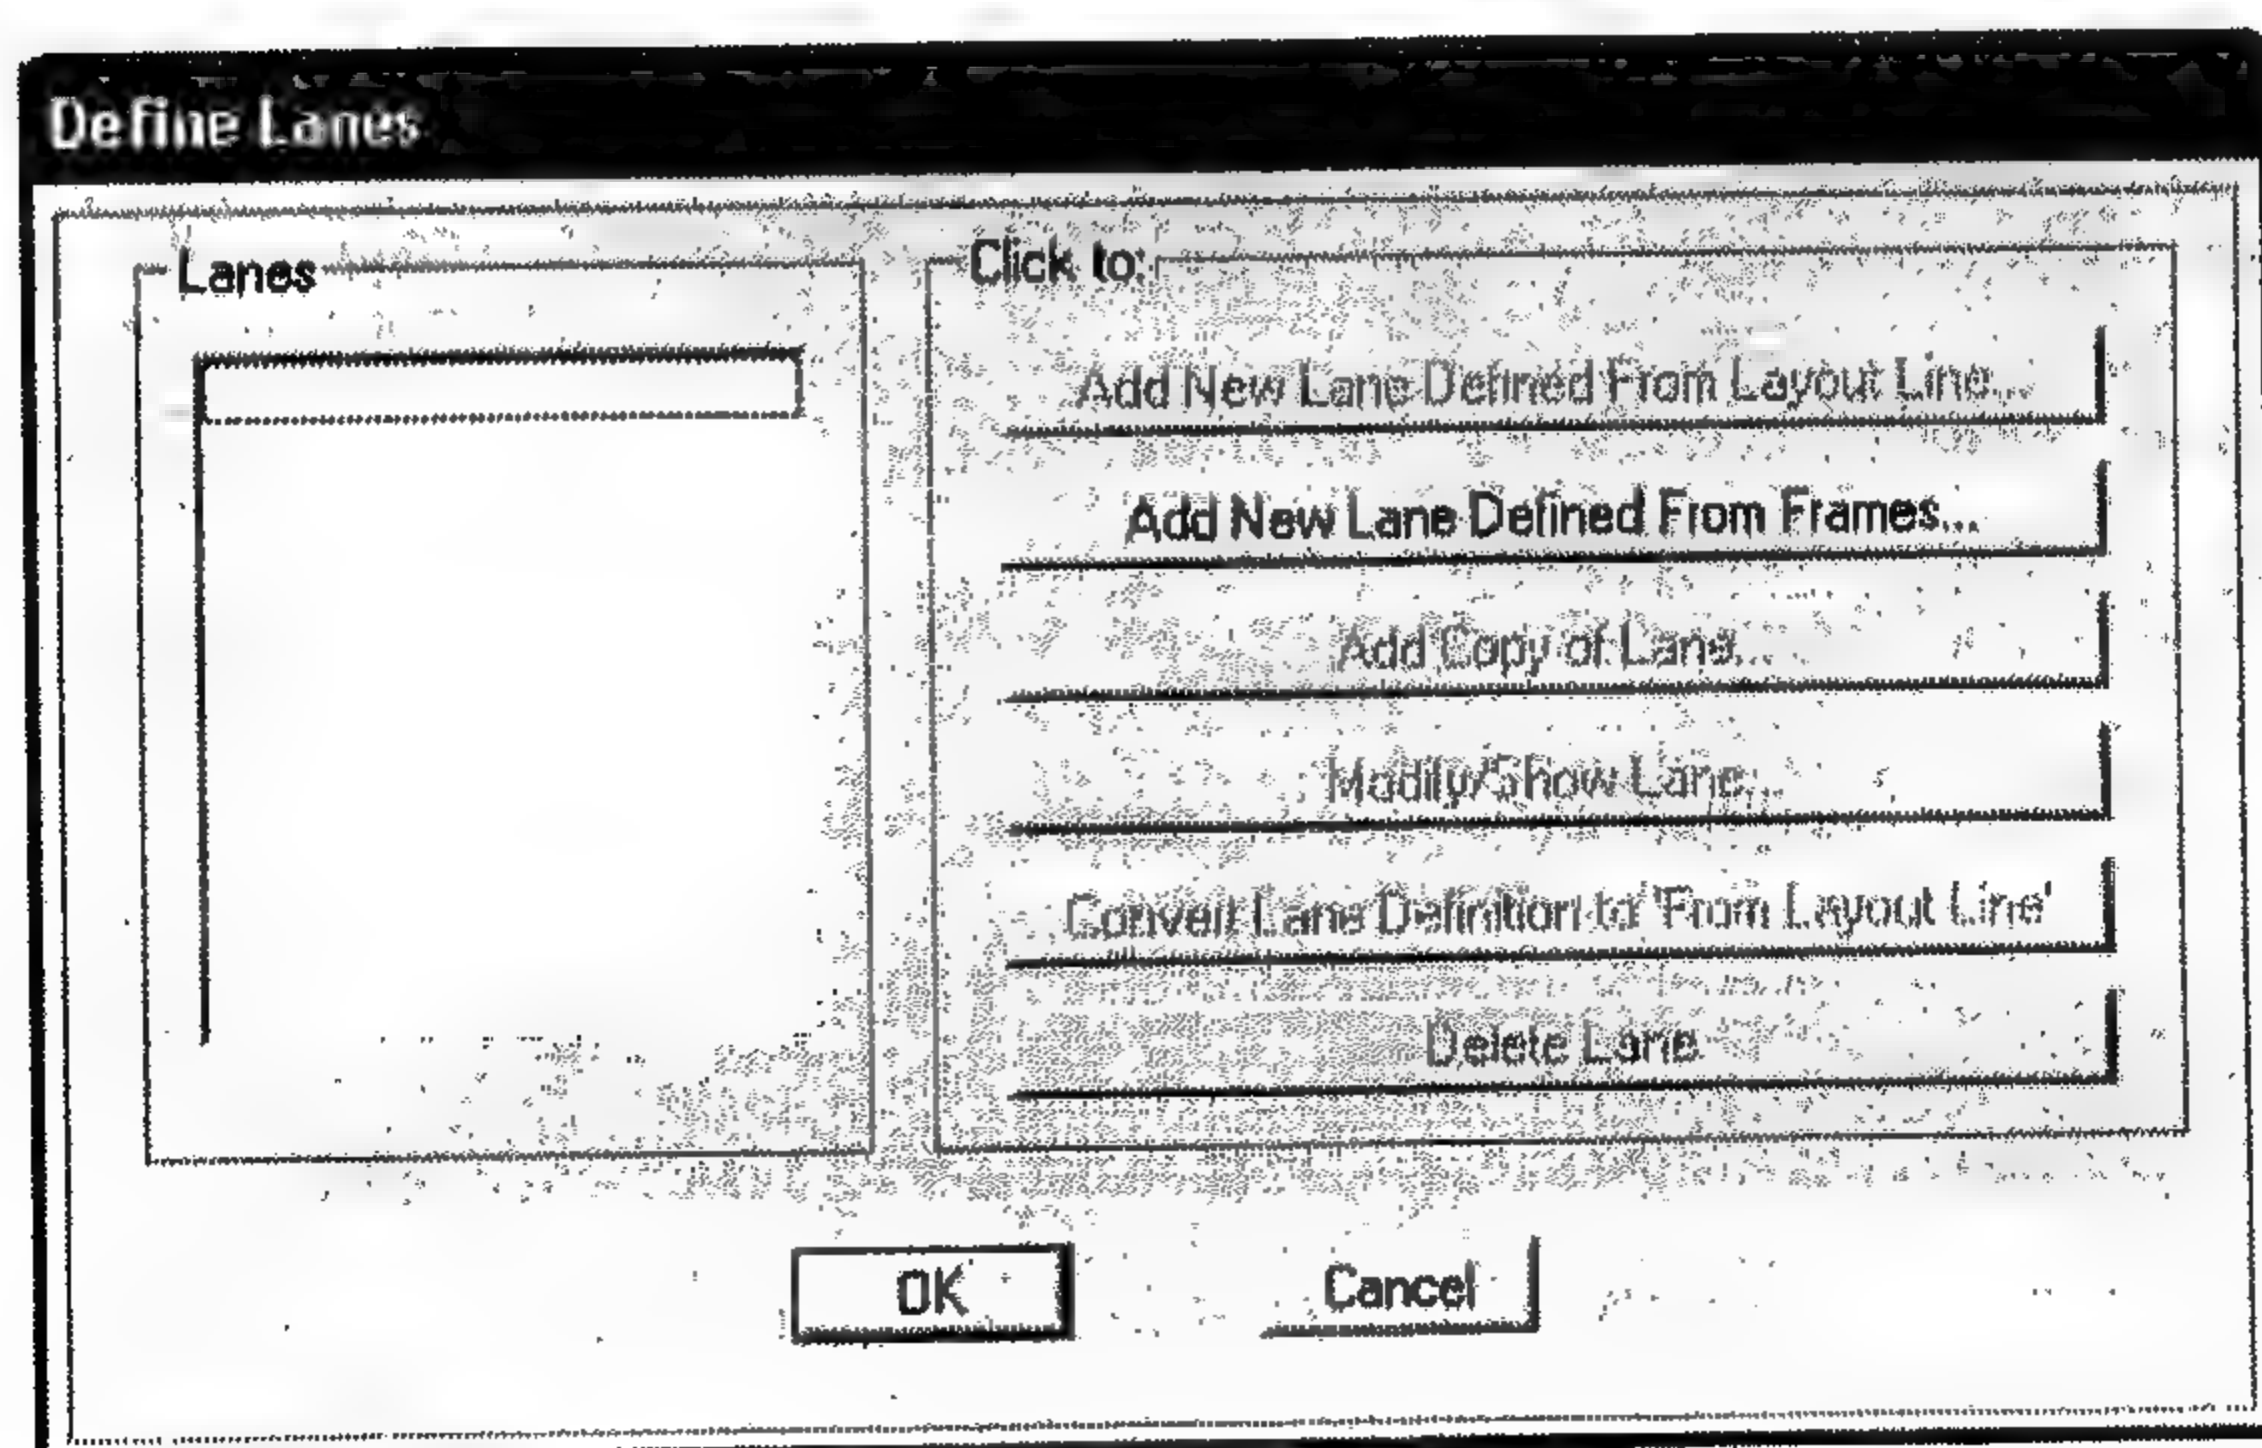 Define Lanes
Lanes
Click to:
Add New Lane Defined From Layout Line...
Add New Lane Defined From Frames...
Add Copy of Lane...
Modify/Show Lane...
Convert Lane Definition to 'From Layout Line'
Delete Lane
OK
Cancel